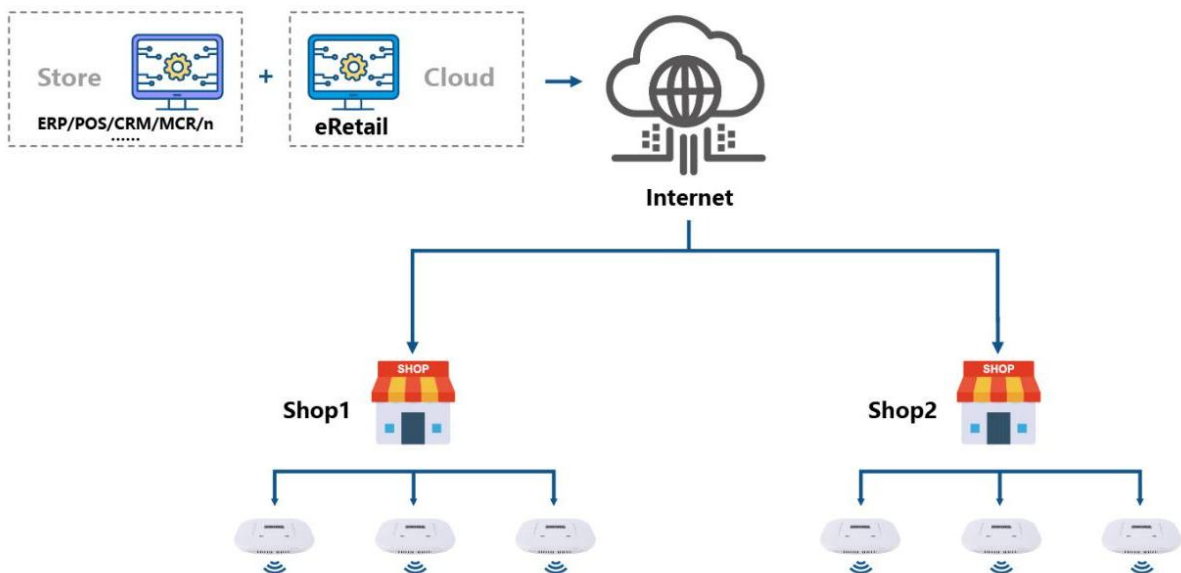 Store
ERP/POS/CRM/MCR/n
......
+
eRetail
Cloud
Internet
SHOP
Shop1
SHOP
Shop2